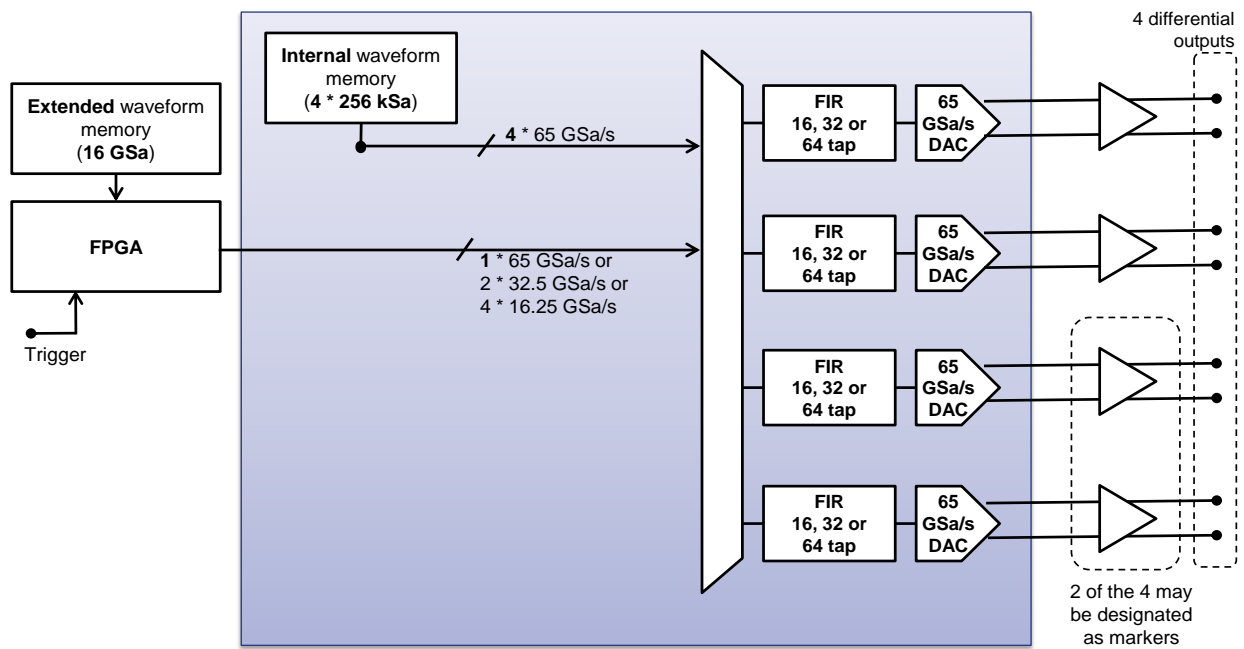 4 differential
outputs
Internal waveform
memory
(4 * 256 kSa)
Extended waveform
memory
(16 GSa)
4 * 65 GSa/s
FPGA
1 * 65 GSa/s or
2 * 32.5 GSa/s or
4 * 16.25 GSa/s
Trigger
FIR
16, 32 or
64 tap
65
GSa/s
DAC
FIR
16, 32 or
64 tap
65
GSa/s
DAC
FIR
16, 32 or
64 tap
65
GSa/s
DAC
FIR
16, 32 or
64 tap
65
GSa/s
DAC
2 of the 4 may
be designated
as markers